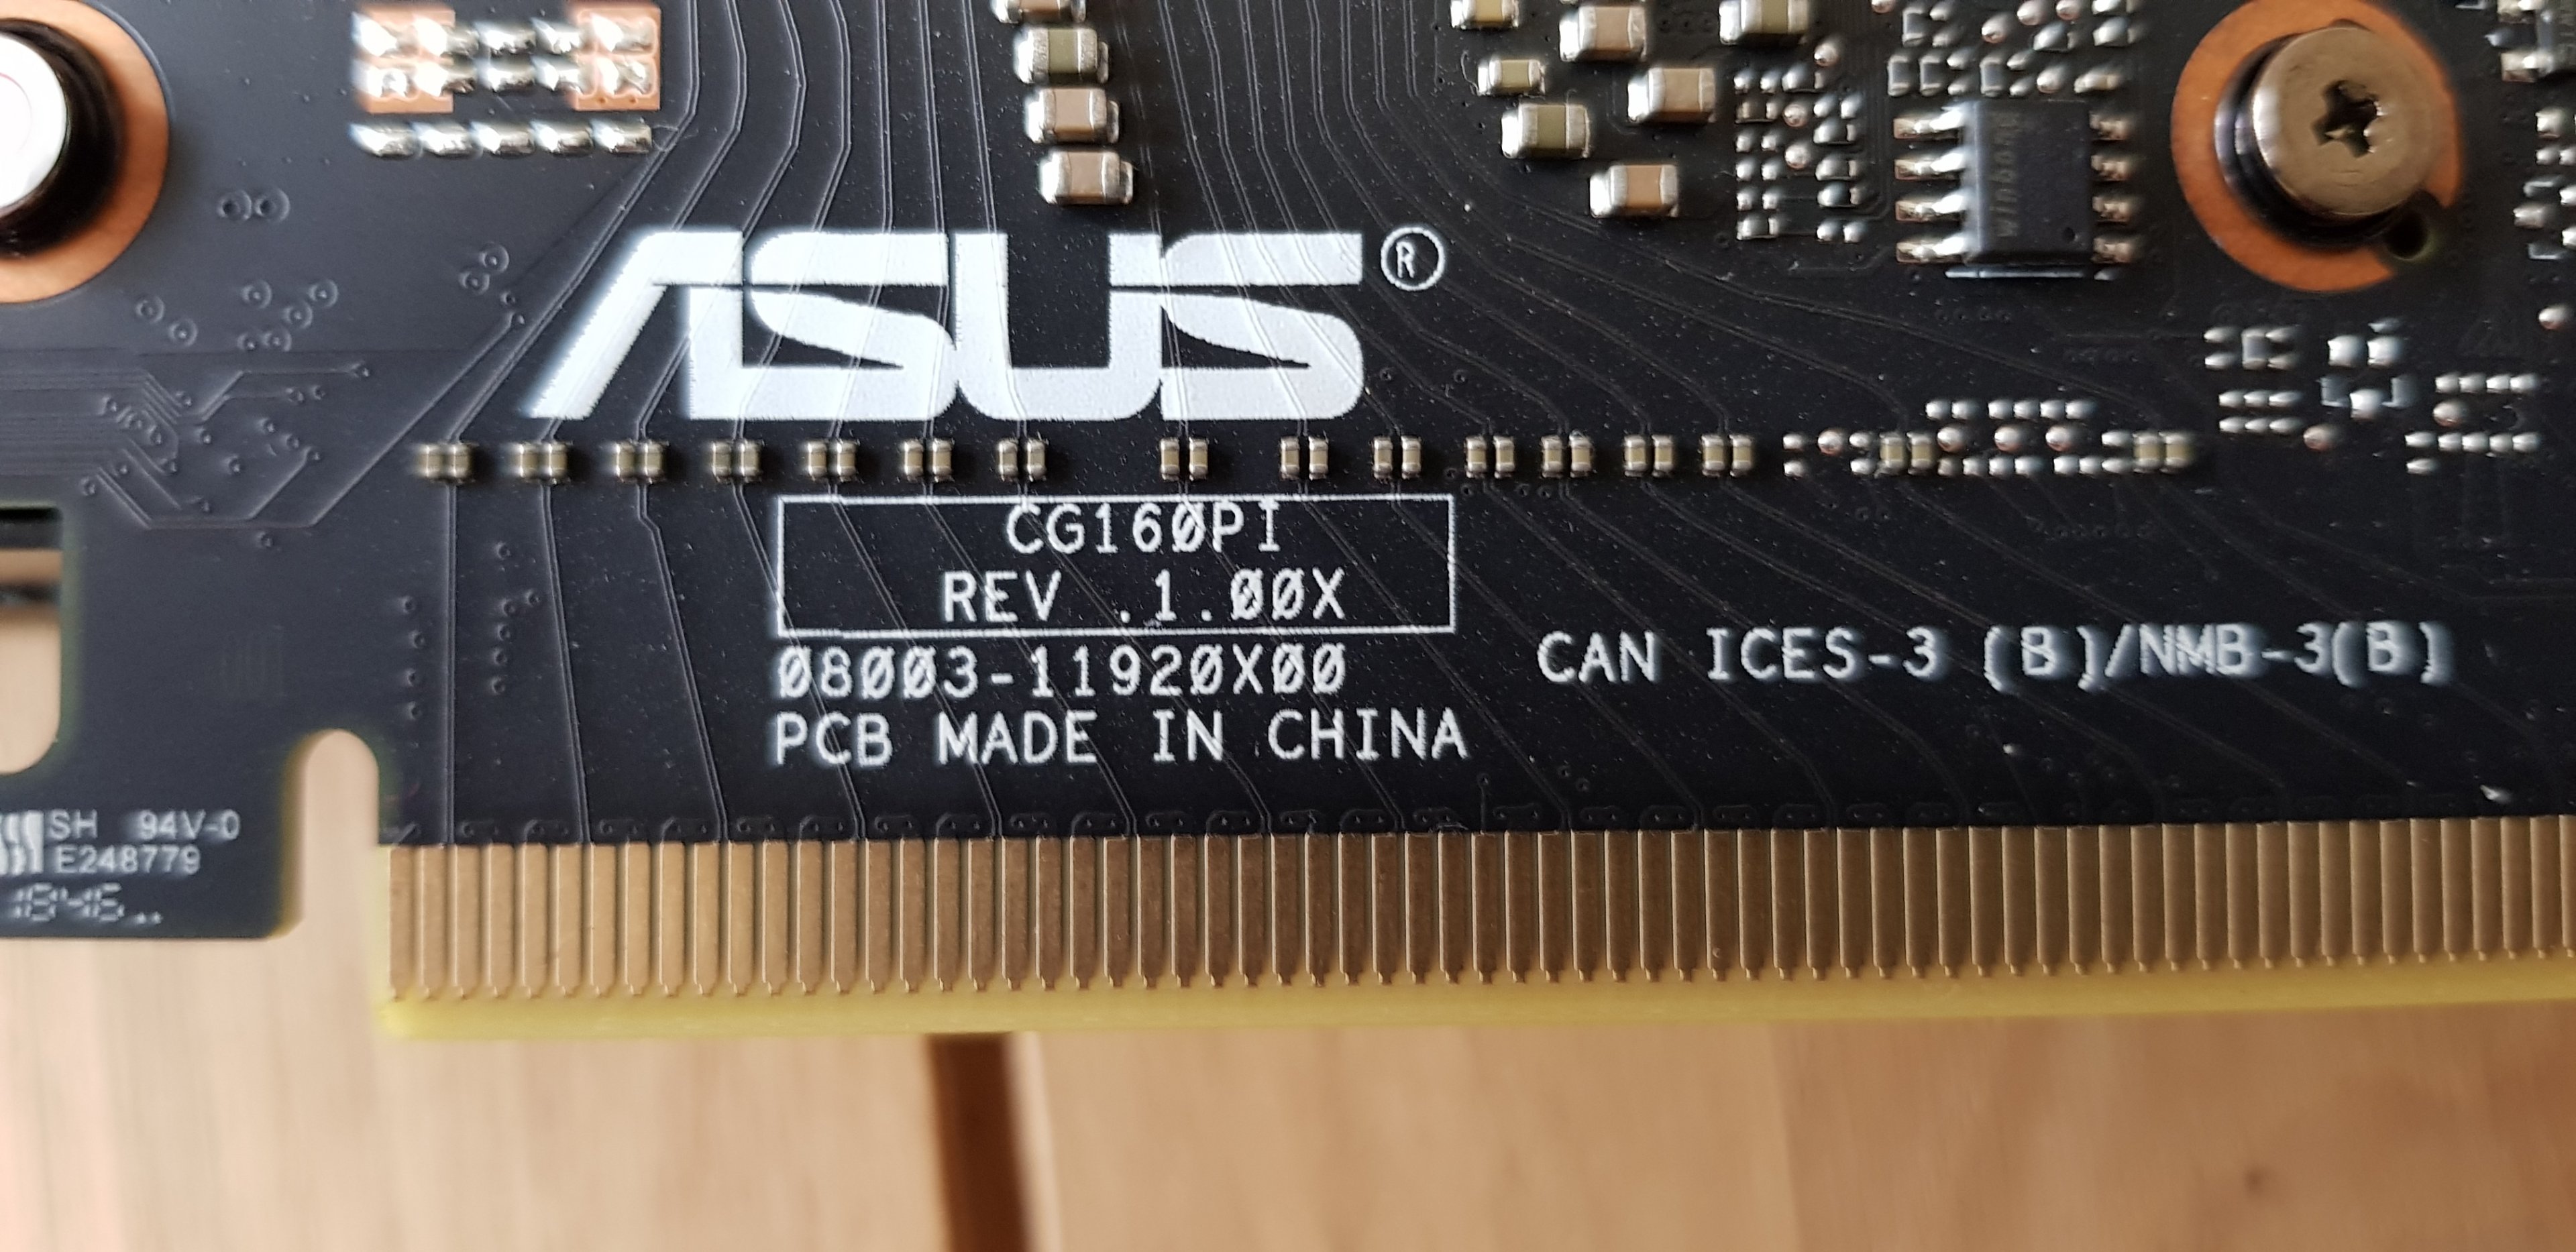 ASUS®
CG160PI
REV .1.00X
08003-11920X00
PCB MADE IN CHINA
CAN ICES-3 (B)/NMB-3(B)
SH 94V-0
E248779